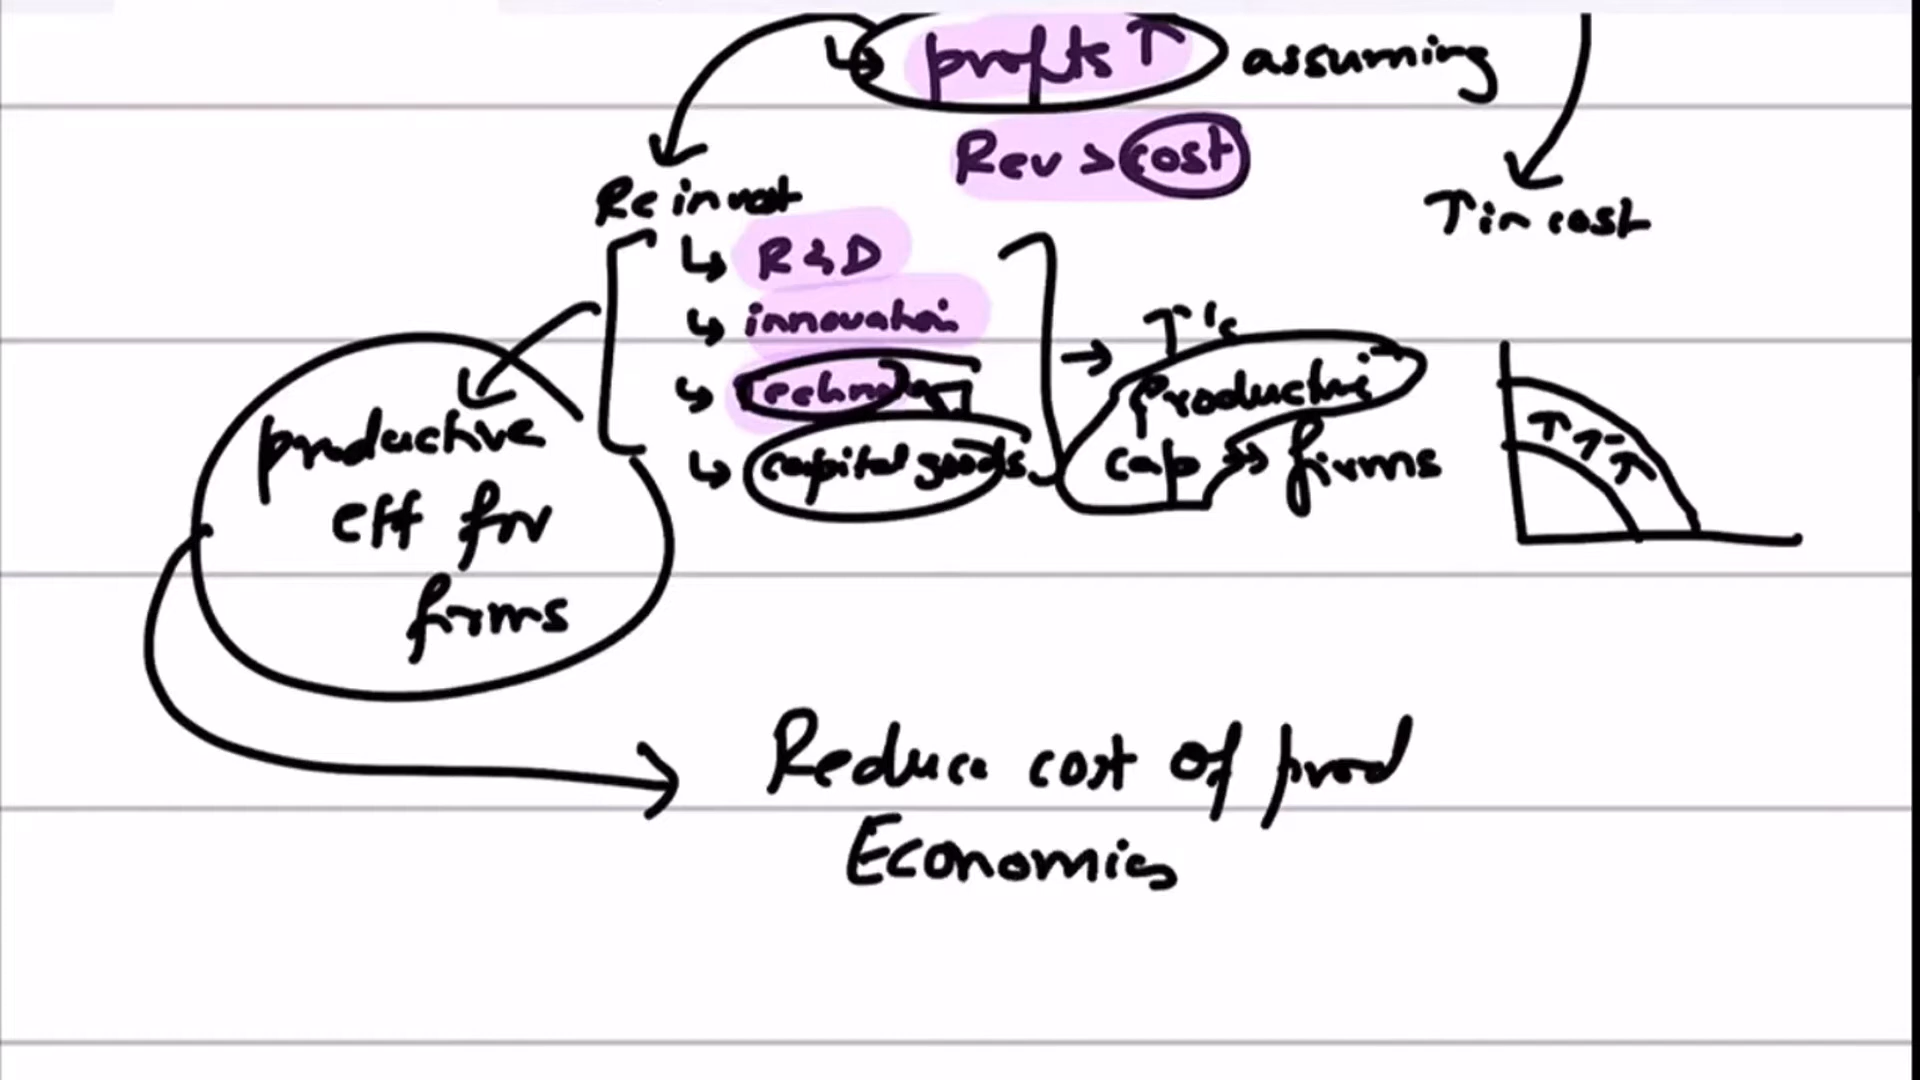 ↳ profits ↑ assuming
Rev > cost
Reinvest
↑ in cost
↳ R&D
↳ innovation
↳ technology
↳ capital goods
→ ↑'s
productive
cap → firms
productive
eff for
firms
Reduce cost of prod
Economies